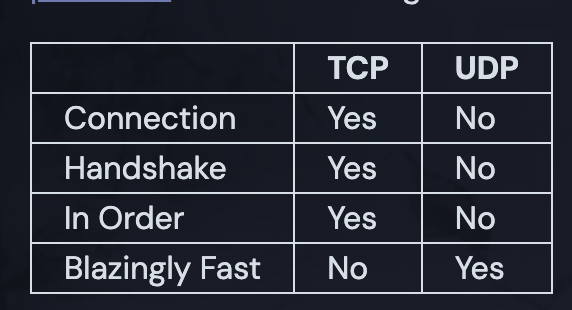 TCP UDP
Connection Yes No
Handshake Yes No
In Order Yes No
Blazingly Fast No Yes